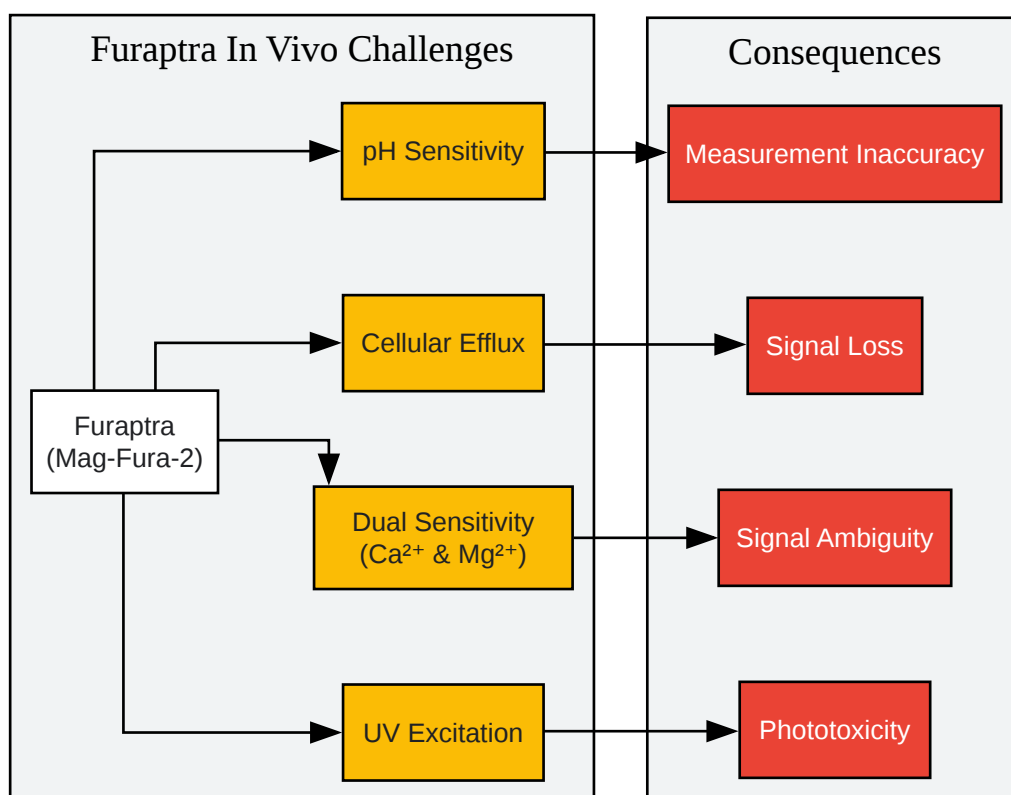 Furaptra In Vivo Challenges
Consequences
pH Sensitivity
Measurement Inaccuracy
Cellular Efflux
Signal Loss
Furaptra
(Mag-Fura-2)
Dual Sensitivity
(Ca²⁺ & Mg²⁺)
Signal Ambiguity
UV Excitation
Phototoxicity